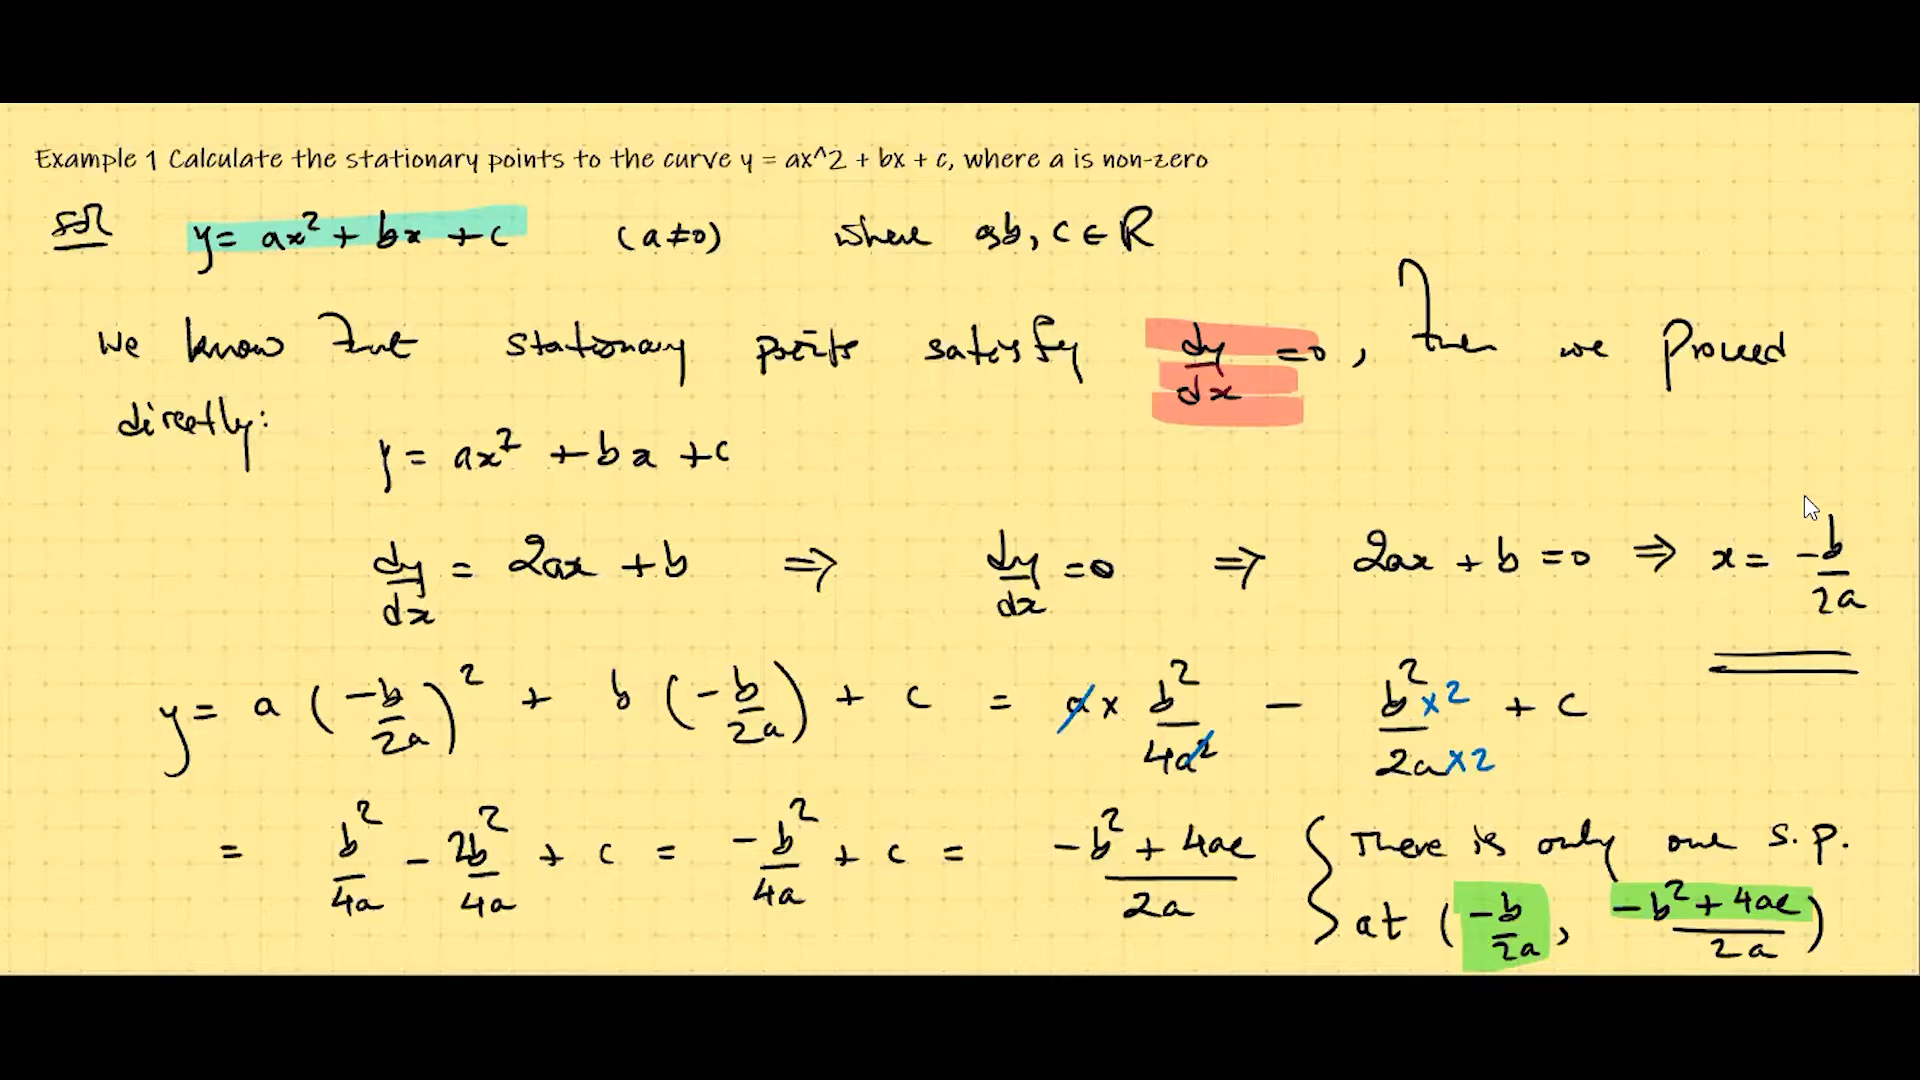 Example 1 Calculate the stationary points to the curve y = ax^2 + bx + c, where a is non-zero
sol y = ax² + bx + c (a≠0) where a,b, c ∈ R
we know that stationary points satisfy dy/dx = 0, then we proceed
directly:
y = ax² + bx + c
dy/dx = 2ax + b ⇒ dy/dx = 0 ⇒ 2ax + b = 0 ⇒ x = -b/2a
y = a (-b/2a)² + b (-b/2a) + c = a × b²/4a² - b²×2/2a×2 + c
= b²/4a - 2b²/4a + c = -b²/4a + c = (-b² + 4ac)/2a { There is only one s.p.
at (-b/2a, (-b² + 4ac)/2a)